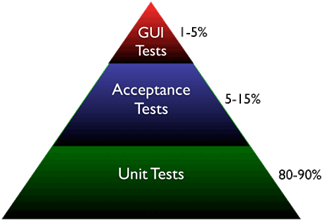 GUI
Tests
1-5%
Acceptance
Tests
5-15%
Unit Tests
80-90%